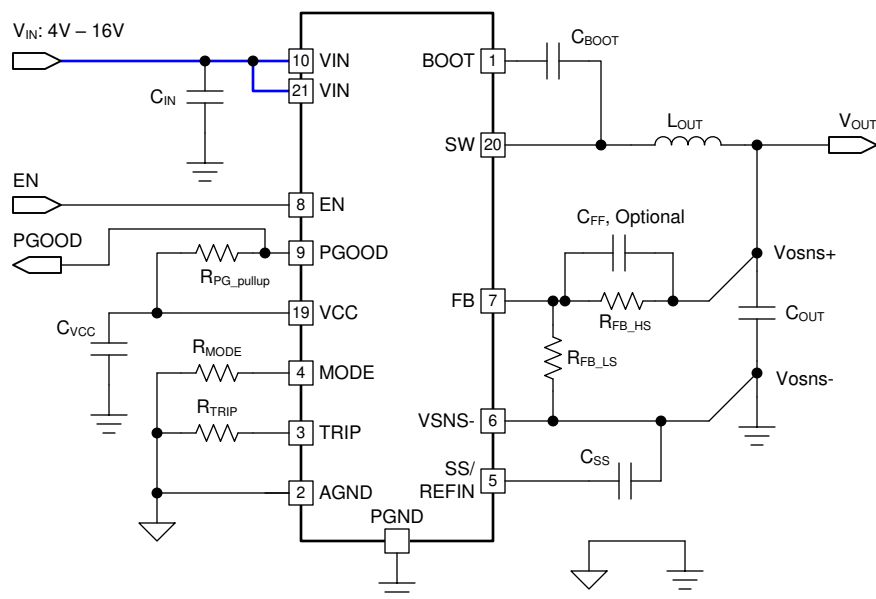 VIN: 4V – 16V
CIN
10 VIN
21 VIN
EN
8 EN
PGOOD
9 PGOOD
RPG_pullup
19 VCC
CVCC
RMODE
4 MODE
RTRIP
3 TRIP
2 AGND
PGND
BOOT 1
CBOOT
SW 20
LOUT
VOUT
CFF, Optional
Vosns+
FB 7
RFB_HS
COUT
RFB_LS
Vosns-
VSNS- 6
CSS
SS/
REFIN 5